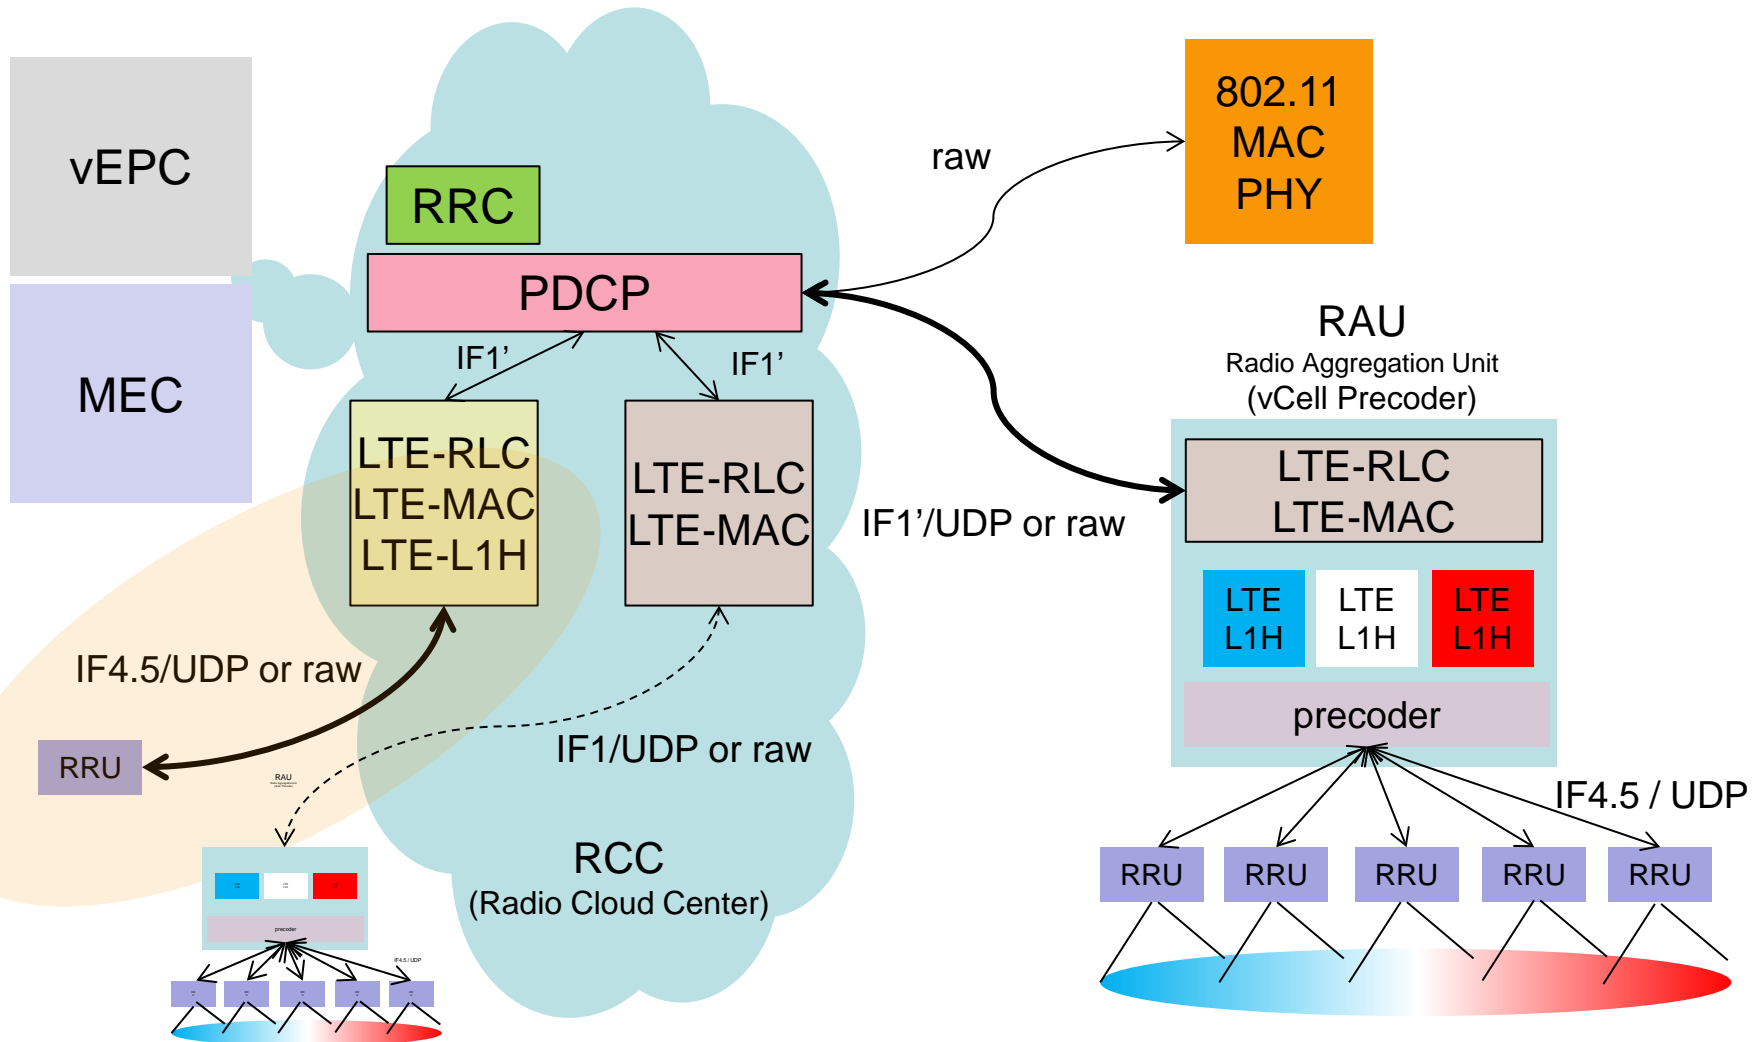 vEPC
MEC
RRC
PDCP
IF1’
IF1’
LTE-RLC
LTE-MAC
LTE-L1H
LTE-RLC
LTE-MAC
raw
802.11
MAC
PHY
RAU
Radio Aggregation Unit
(vCell Precoder)
LTE-RLC
LTE-MAC
IF1’/UDP or raw
LTE
L1H
LTE
L1H
LTE
L1H
precoder
IF4.5 / UDP
RRU
RRU
RRU
RRU
RRU
IF4.5/UDP or raw
RRU
IF1/UDP or raw
RCC
(Radio Cloud Center)
RAU
precoder
IF4.5 / UDP